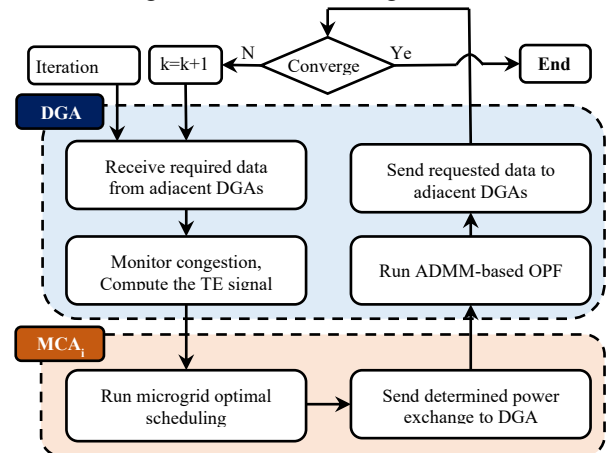 N
Ye
Iteration
k=k+1
Converge
End
DGA
Receive required data
from adjacent DGAs
Send requested data to
adjacent DGAs
Monitor congestion,
Compute the TE signal
Run ADMM-based OPF
MCAi
Run microgrid optimal
scheduling
Send determined power
exchange to DGA